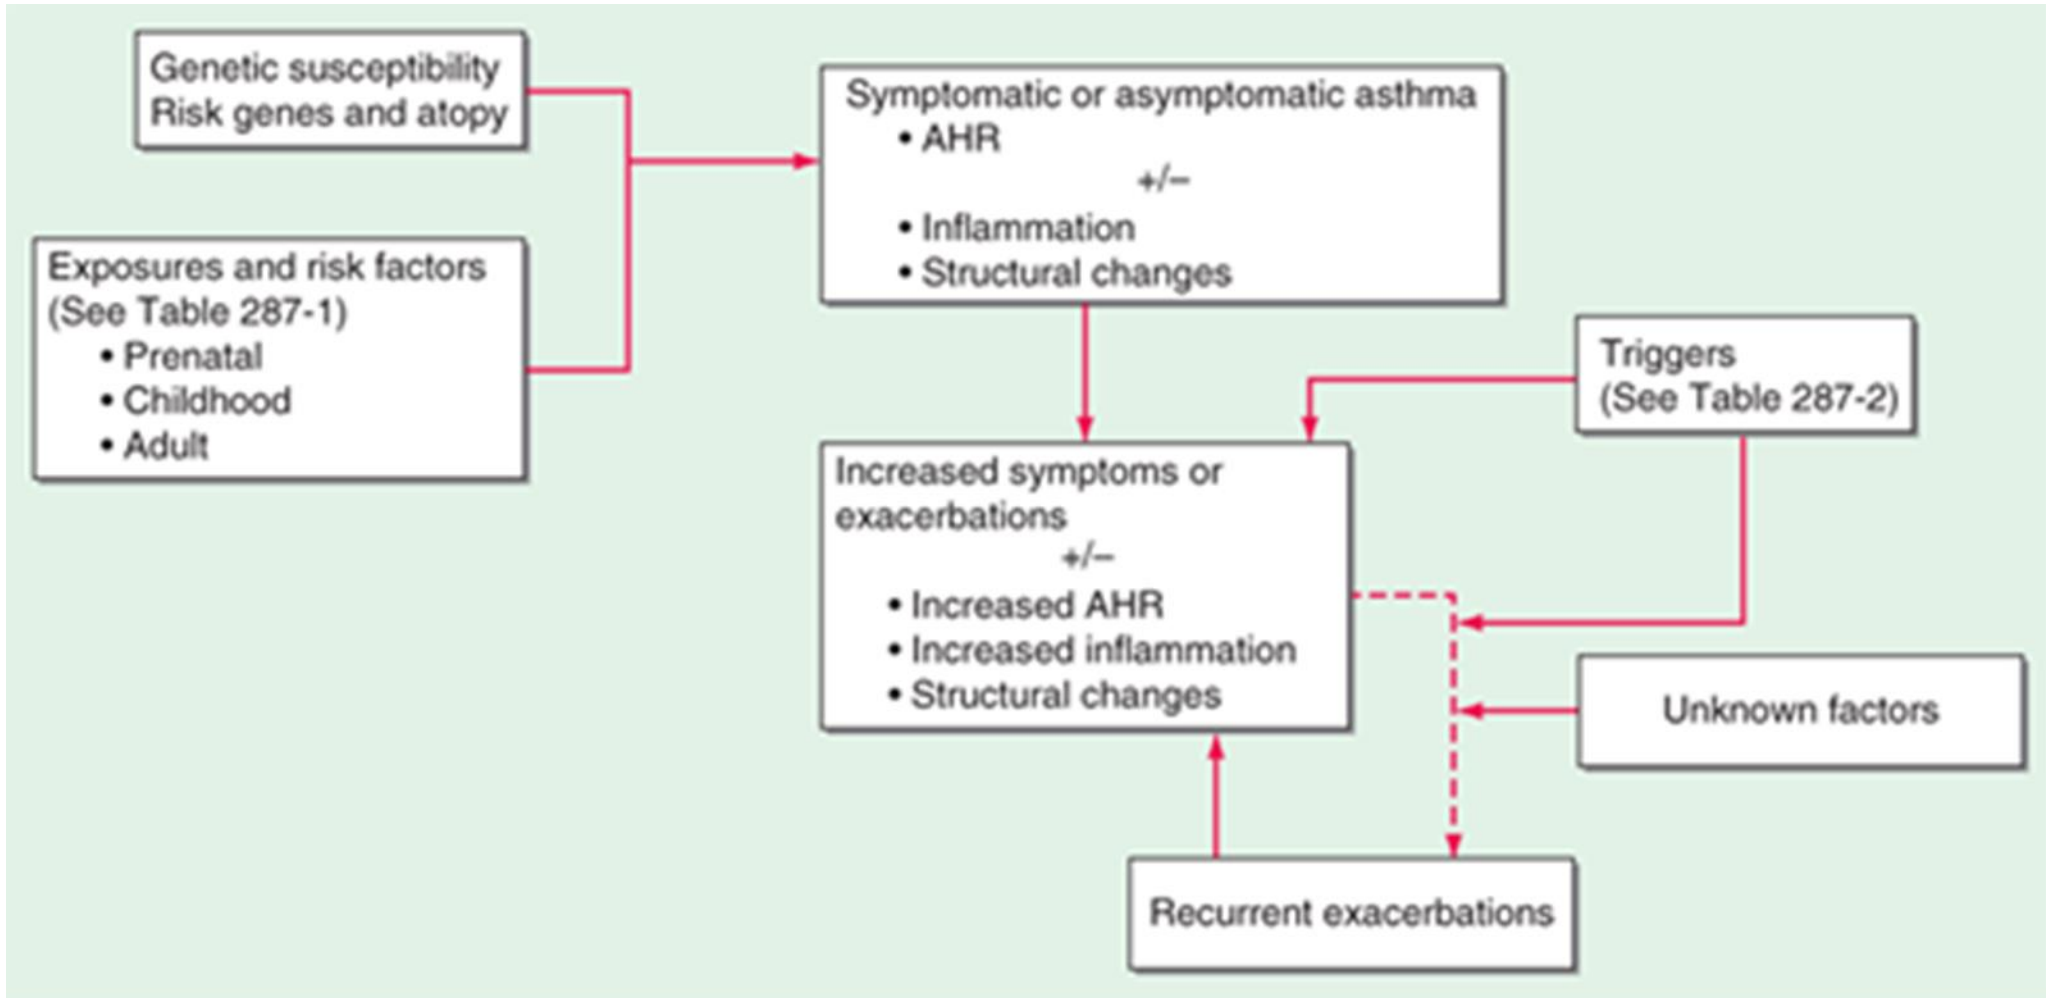 Genetic susceptibility
Risk genes and atopy
Exposures and risk factors
(See Table 287-1)
• Prenatal
• Childhood
• Adult
Symptomatic or asymptomatic asthma
• AHR
+/–
• Inflammation
• Structural changes
Triggers
(See Table 287-2)
Increased symptoms or
exacerbations
+/–
• Increased AHR
• Increased inflammation
• Structural changes
Unknown factors
Recurrent exacerbations